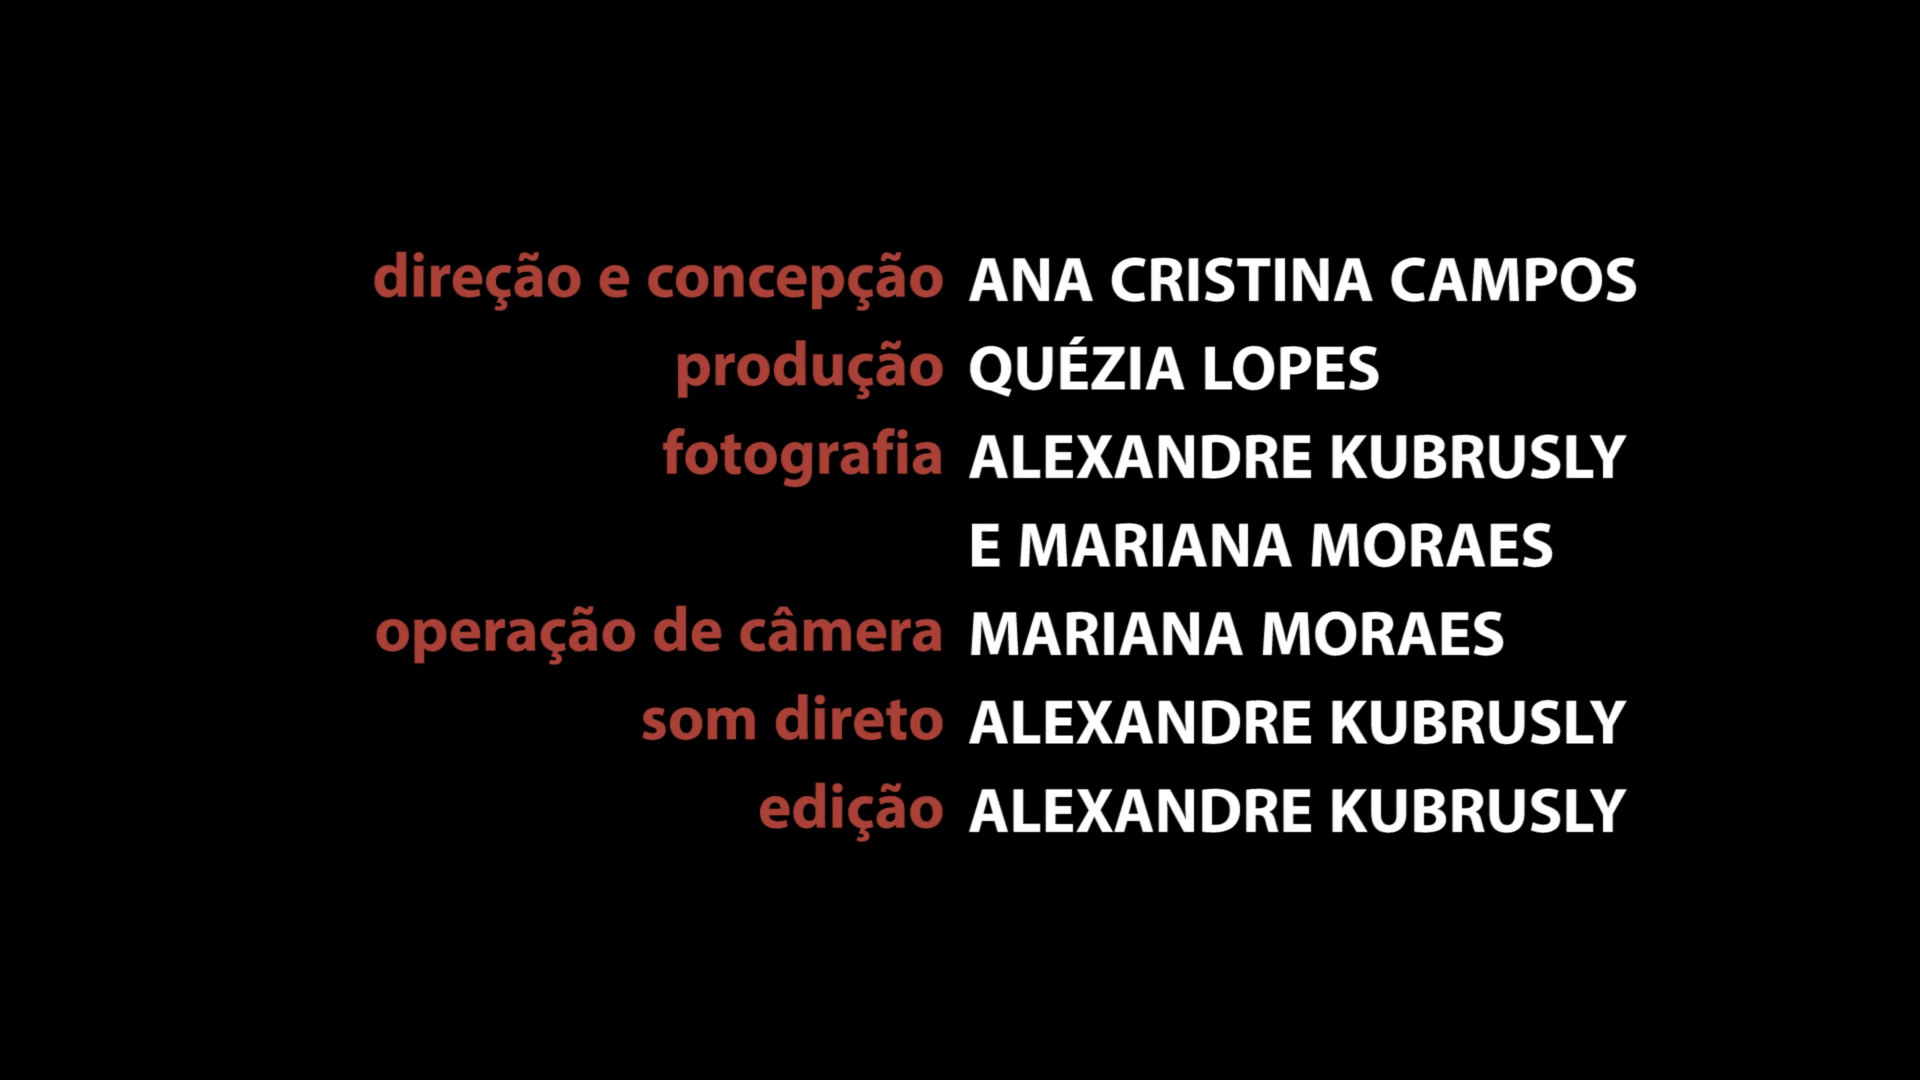 direção e concepção ANA CRISTINA CAMPOS
produção QUÉZIA LOPES
fotografia ALEXANDRE KUBRUSLY
E MARIANA MORAES
operação de câmera MARIANA MORAES
som direto ALEXANDRE KUBRUSLY
edição ALEXANDRE KUBRUSLY